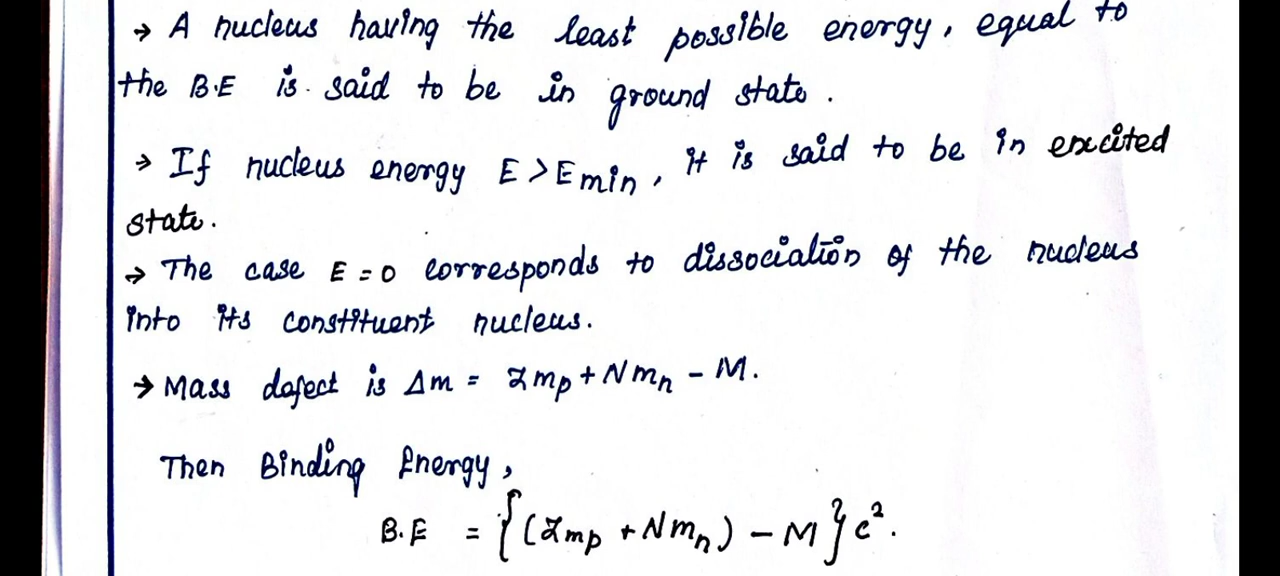 → A nucleus having the least possible energy, equal to
the B.E is said to be in ground state.
→ If nucleus energy E > Emin, it is said to be in excited
state.
→ The case E = 0 corresponds to dissociation of the nucleus
into its constituent nucleus.
→ Mass defect is Δm = Zmp + Nmn - M.
Then Binding Energy,
B.E = {(Zmp + Nmn) - M}c².